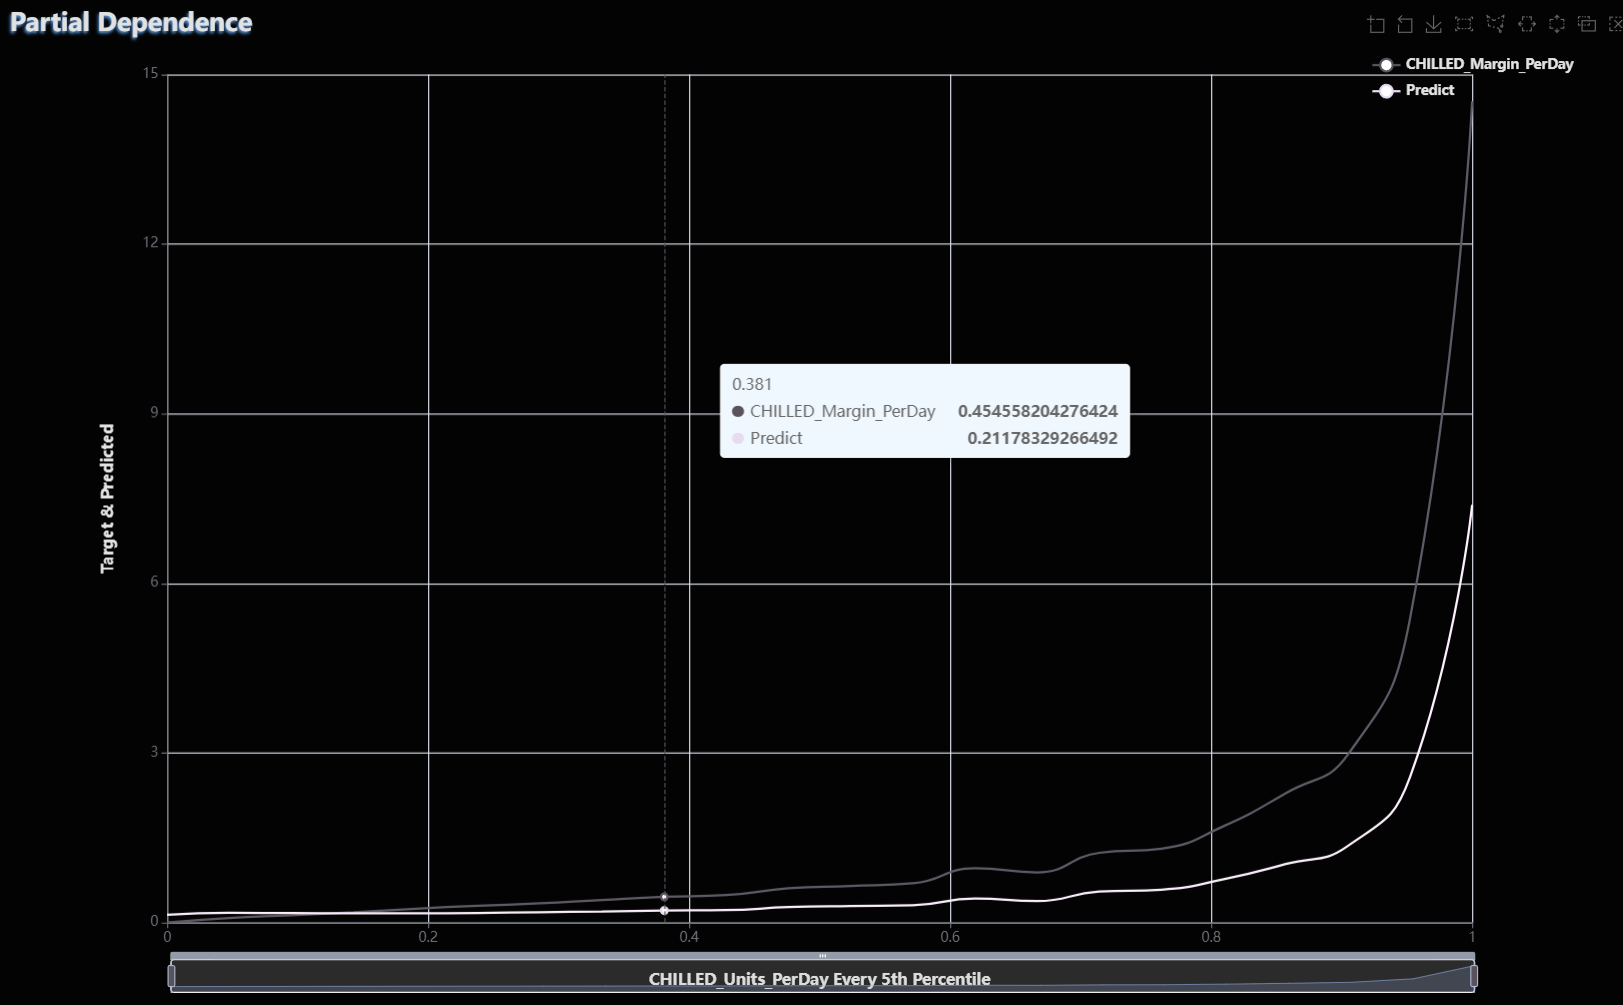 Partial Dependence
CHILLED_Margin_PerDay
Predict
15
12
9
6
3
0
Target & Predicted
0.381
CHILLED_Margin_PerDay 0.454558204276424
Predict 0.21178329266492
0 0.2 0.4 0.6 0.8 1
CHILLED_Units_PerDay Every 5th Percentile